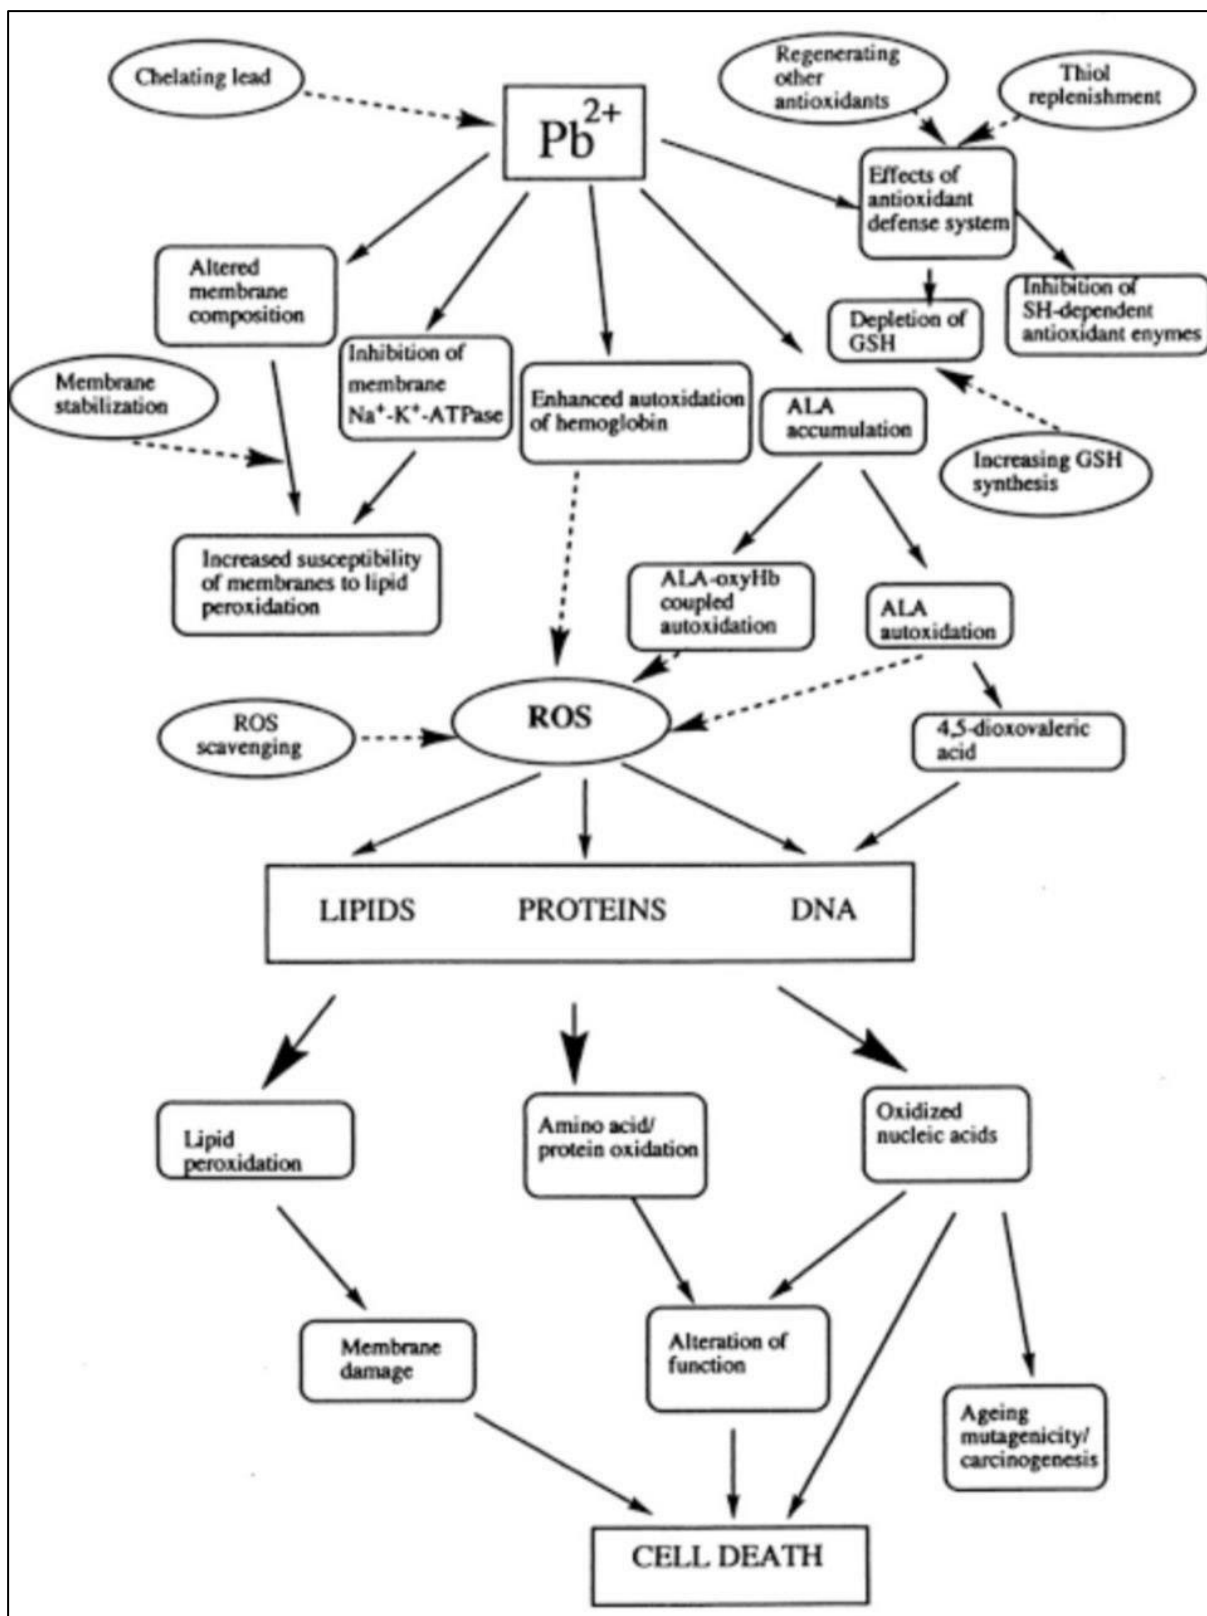 Chelating lead
Pb2+
Regenerating
other
antioxidants
Thiol
replenishment
Effects of
antioxidant
defense system
Altered
membrane
composition
Inhibition of
membrane
Na+-K+-ATPase
Enhanced autoxidation
of hemoglobin
ALA
accumulation
Depletion of
GSH
Inhibition of
SH-dependent
antioxidant enymes
Membrane
stabilization
Increasing GSH
synthesis
Increased susceptibility
of membranes to lipid
peroxidation
ALA-oxyHb
coupled
autoxidation
ALA
autoxidation
ROS
scavenging
ROS
4,5-dioxovaleric
acid
LIPIDS PROTEINS DNA
Lipid
peroxidation
Amino acid/
protein oxidation
Oxidized
nucleic acids
Membrane
damage
Alteration of
function
Ageing
mutagenicity/
carcinogenesis
CELL DEATH